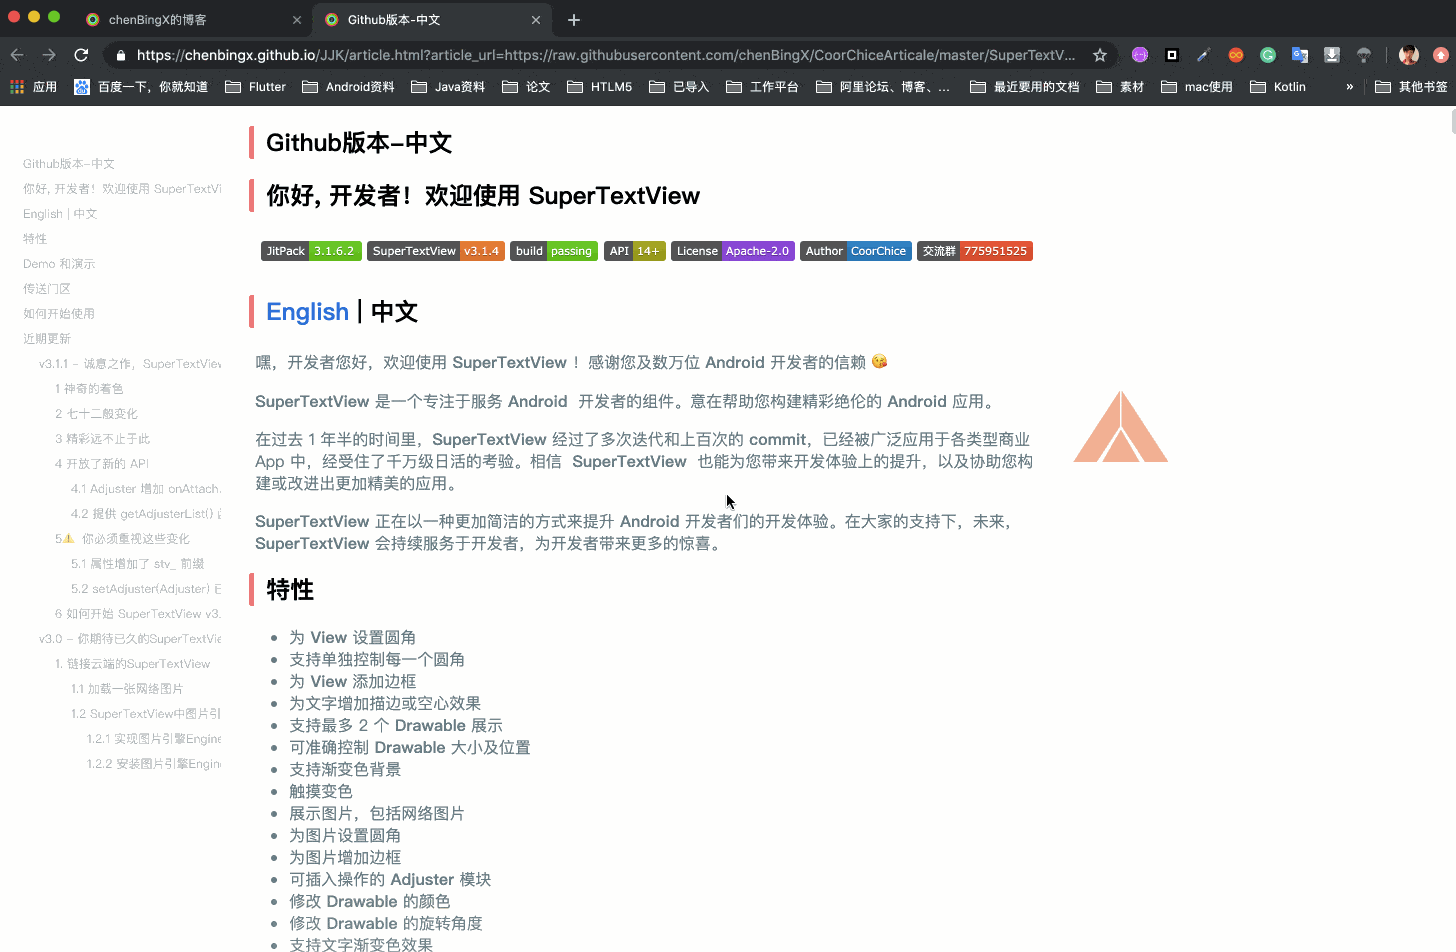 chenBingX的博客
Github版本-中文
https://chenbingx.github.io/JJK/article.html?article_url=https://raw.githubusercontent.com/chenBingX/CoorChiceArticale/master/SuperTextV...
应用 百度一下，你就知道 Flutter Android资料 Java资料 论文 HTLM5 已导入 工作平台 阿里论坛、博客、... 最近要用的文档 素材 mac使用 Kotlin » 其他书签
Github版本-中文
你好, 开发者！欢迎使用 SuperTextVi
English | 中文
特性
Demo 和演示
传送门区
如何开始使用
近期更新
v3.1.1 - 诚意之作，SuperTextView
1 神奇的着色
2 七十二般变化
3 精彩远不止于此
4 开放了新的 API
4.1 Adjuster 增加 onAttach.
4.2 提供 getAdjusterList()
5⚠️ 你必须重视这些变化
5.1 属性增加了 stv_ 前缀
5.2 setAdjuster(Adjuster) 已
6 如何开始 SuperTextView v3.
v3.0 - 你期待已久的SuperTextVie
1. 链接云端的SuperTextView
1.1 加载一张网络图片
1.2 SuperTextView中图片引
1.2.1 实现图片引擎Engine
1.2.2 安装图片引擎Engin
Github版本-中文
你好, 开发者！欢迎使用 SuperTextView
JitPack 3.1.6.2 SuperTextView v3.1.4 build passing API 14+ License Apache-2.0 Author CoorChice 交流群 775951525
English | 中文
嘿，开发者您好，欢迎使用 SuperTextView ！感谢您及数万位 Android 开发者的信赖 😘
SuperTextView 是一个专注于服务 Android 开发者的组件。意在帮助您构建精彩绝伦的 Android 应用。
在过去 1 年半的时间里，SuperTextView 经过了多次迭代和上百次的 commit，已经被广泛应用于各类型商业
App 中，经受住了千万级日活的考验。相信 SuperTextView 也能为您带来开发体验上的提升，以及协助您构
建或改进出更加精美的应用。
SuperTextView 正在以一种更加简洁的方式来提升 Android 开发者们的开发体验。在大家的支持下，未来，
SuperTextView 会持续服务于开发者，为开发者带来更多的惊喜。
特性
• 为 View 设置圆角
• 支持单独控制每一个圆角
• 为 View 添加边框
• 为文字增加描边或空心效果
• 支持最多 2 个 Drawable 展示
• 可准确控制 Drawable 大小及位置
• 支持渐变色背景
• 触摸变色
• 展示图片，包括网络图片
• 为图片设置圆角
• 为图片增加边框
• 可插入操作的 Adjuster 模块
• 修改 Drawable 的颜色
• 修改 Drawable 的旋转角度
• 支持文字渐变色效果